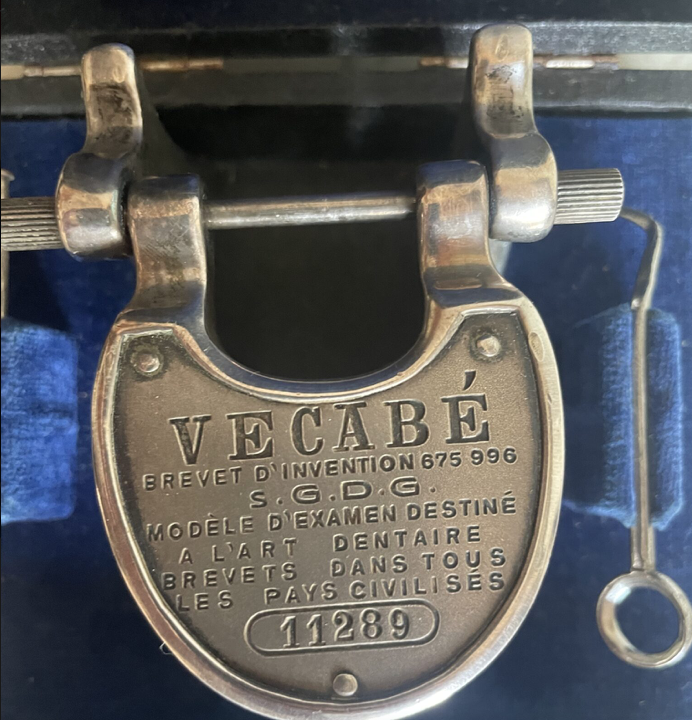 VECABÉ
BREVET D'INVENTION 675 996
S.G.D.G.
MODÈLE D'EXAMEN DESTINÉ
A L'ART DENTAIRE
BREVETS DANS TOUS
LES PAYS CIVILISÉS
11289